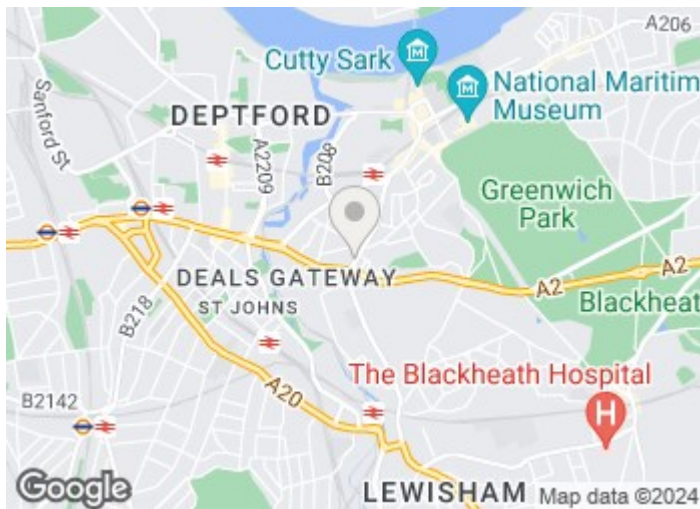 A206
Cutty Sark
National Maritim
Museum
Sanford St
DEPTFORD
A2209
B208
Greenwich
Park
DEALS GATEWAY
A2
A2
ST JOHNS
B218
Blackheat
The Blackheath Hospital
H
A20
B2142
LEWISHAM
Google
Map data ©2024